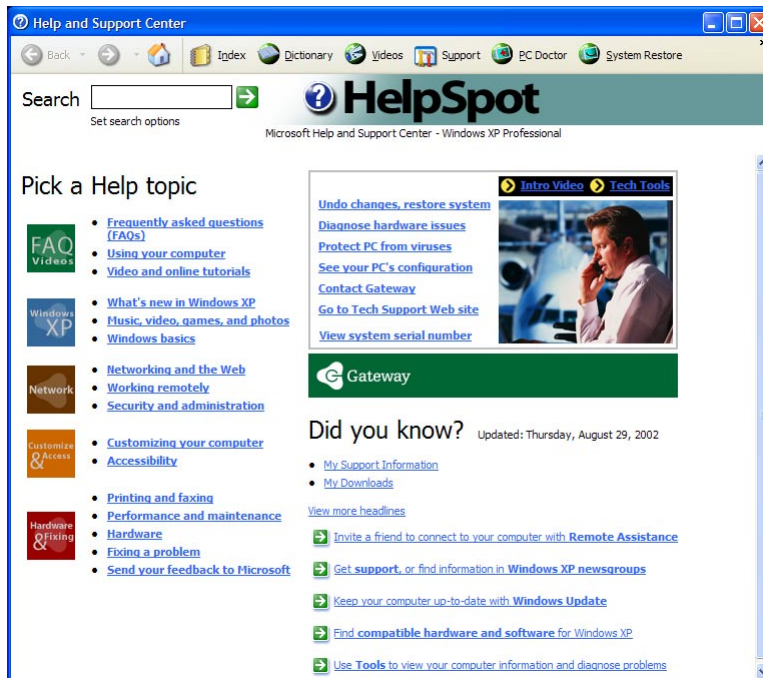 Help and Support Center
Back
Index
Dictionary
Videos
Support
PC Doctor
System Restore
Search
Set search options
HelpSpot
Microsoft Help and Support Center - Windows XP Professional
Pick a Help topic
FAQ
Videos
Frequently asked questions
(FAQs)
Using your computer
Video and online tutorials
Windows
XP
What's new in Windows XP
Music, video, games, and photos
Windows basics
Network
Networking and the Web
Working remotely
Security and administration
Customize
& Access
Customizing your computer
Accessibility
Hardware
& Fixing
Printing and faxing
Performance and maintenance
Hardware
Fixing a problem
Send your feedback to Microsoft
Intro Video Tech Tools
Undo changes, restore system
Diagnose hardware issues
Protect PC from viruses
See your PC's configuration
Contact Gateway
Go to Tech Support Web site
View system serial number
Gateway
Did you know? Updated: Thursday, August 29, 2002
My Support Information
My Downloads
View more headlines
Invite a friend to connect to your computer with Remote Assistance
Get support, or find information in Windows XP newsgroups
Keep your computer up-to-date with Windows Update
Find compatible hardware and software for Windows XP
Use Tools to view your computer information and diagnose problems